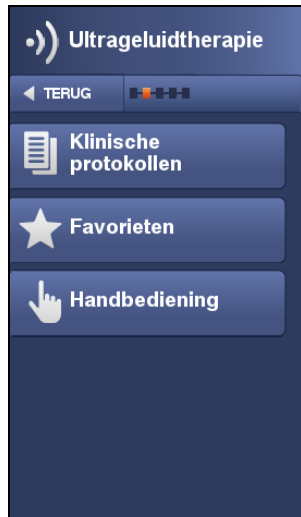 Ultrageluidtherapie
TERUG
Klinische
protokollen
Favorieten
Handbediening